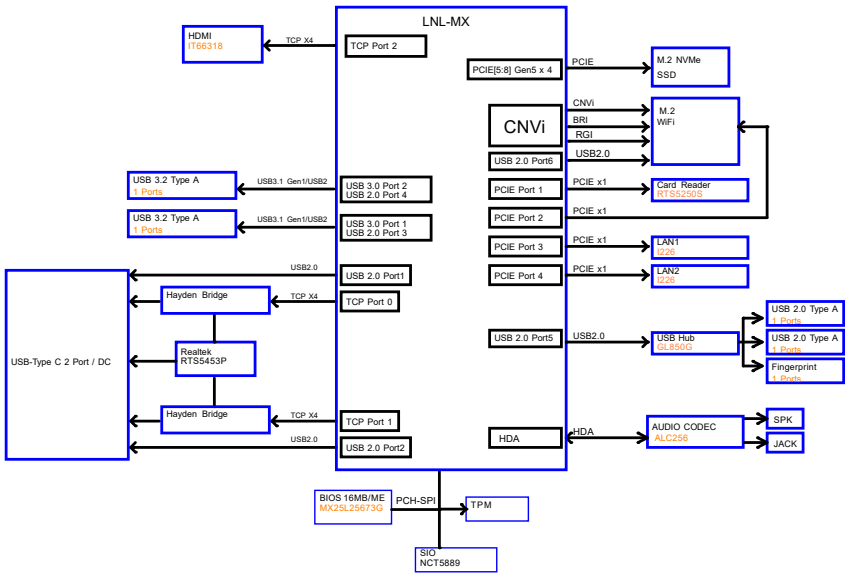 LNL-MX
HDMI
IT66318
TCP X4
TCP Port 2
PCIE[5:8] Gen5 x 4
PCIE
M.2 NVMe
SSD
CNVi
CNVi
BRI
RGI
M.2
WiFi
USB 2.0 Port6
USB2.0
USB 3.2 Type A
1 Ports
USB3.1 Gen1/USB2
USB 3.0 Port 2
USB 2.0 Port 4
PCIE Port 1
PCIE x1
Card Reader
RTS5250S
USB 3.2 Type A
1 Ports
USB3.1 Gen1/USB2
USB 3.0 Port 1
USB 2.0 Port 3
PCIE Port 2
PCIE x1
PCIE Port 3
PCIE x1
LAN1
I226
USB2.0
USB 2.0 Port1
PCIE Port 4
PCIE x1
LAN2
I226
Hayden Bridge
TCP X4
TCP Port 0
USB 2.0 Type A
1 Ports
USB-Type C 2 Port / DC
Realtek
RTS5453P
USB 2.0 Port5
USB2.0
USB Hub
GL850G
USB 2.0 Type A
1 Ports
Fingerprint
1 Ports
Hayden Bridge
TCP X4
TCP Port 1
USB2.0
USB 2.0 Port2
HDA
HDA
AUDIO CODEC
ALC256
SPK
JACK
BIOS 16MB/ME
MX25L25673G
PCH-SPI
TPM
SIO
NCT5889